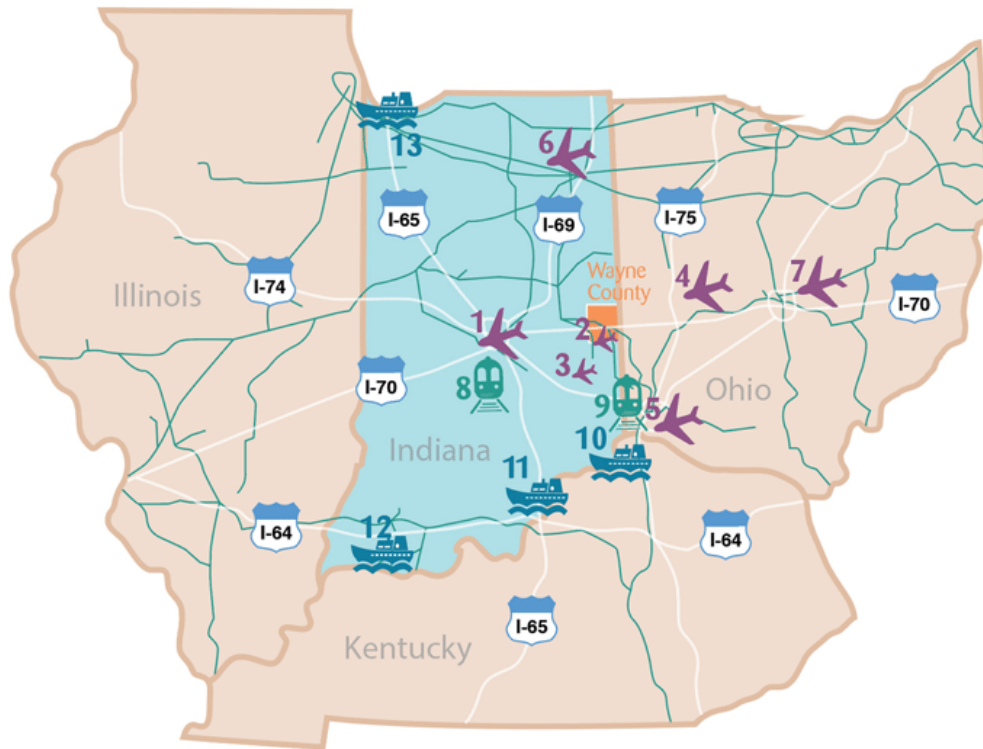 13
6
I-65
I-69
I-75
Wayne
County
I-74
Illinois
4
7
I-70
1
2
3
I-70
8
9
5
Ohio
Indiana
10
11
I-64
12
I-64
I-65
Kentucky